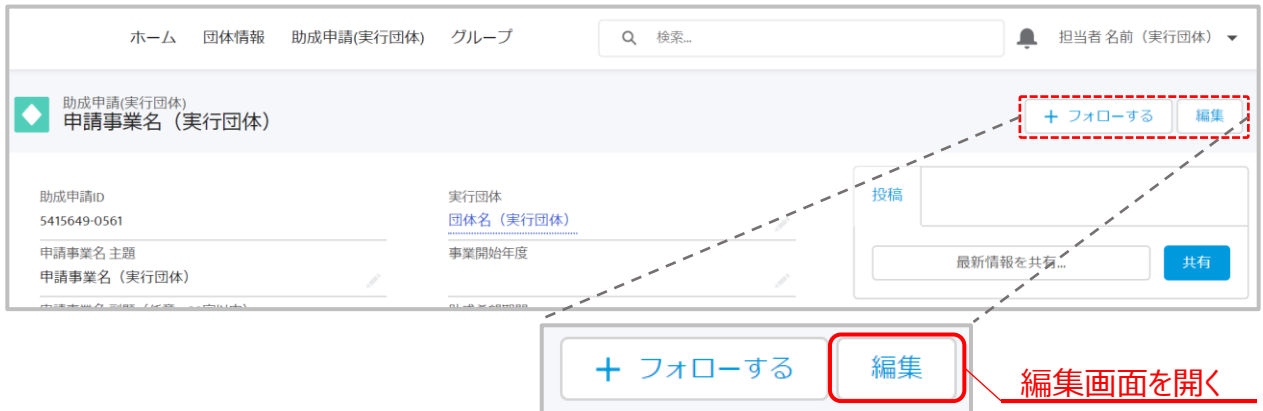 ホーム 団体情報 助成申請(実行団体) グループ 検索... 担当者 名前（実行団体）
助成申請(実行団体)
申請事業名（実行団体）
＋ フォローする 編集
助成申請ID 実行団体
5415649-0561 団体名（実行団体）
投稿
申請事業名 主題 事業開始年度
申請事業名（実行団体）
最新情報を共有... 共有
＋ フォローする 編集
編集画面を開く